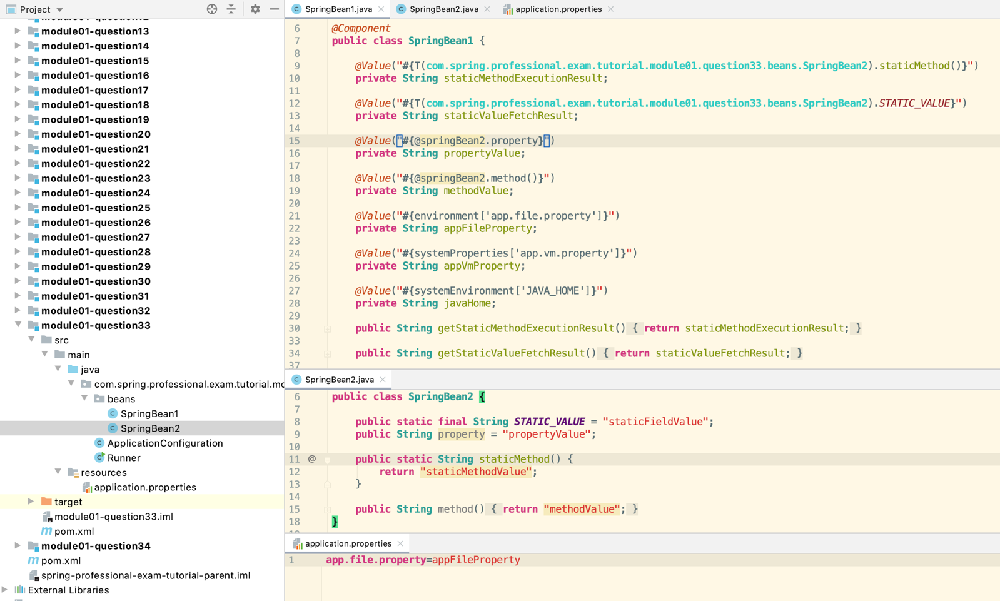 Project
module01-question12
module01-question13
module01-question14
module01-question15
module01-question16
module01-question17
module01-question18
module01-question19
module01-question20
module01-question21
module01-question22
module01-question23
module01-question24
module01-question25
module01-question26
module01-question27
module01-question28
module01-question29
module01-question30
module01-question31
module01-question32
module01-question33
src
main
java
com.spring.professional.exam.tutorial.mo
beans
SpringBean1
SpringBean2
ApplicationConfiguration
Runner
resources
application.properties
target
module01-question33.iml
pom.xml
module01-question34
pom.xml
spring-professional-exam-tutorial-parent.iml
External Libraries
SpringBean1.java SpringBean2.java application.properties
6 @Component
7 public class SpringBean1 {
8
9 @Value("#{T(com.spring.professional.exam.tutorial.module01.question33.beans.SpringBean2).staticMethod()}")
10 private String staticMethodExecutionResult;
11
12 @Value("#{T(com.spring.professional.exam.tutorial.module01.question33.beans.SpringBean2).STATIC_VALUE}")
13 private String staticValueFetchResult;
14
15 @Value("#{@springBean2.property}")
16 private String propertyValue;
17
18 @Value("#{@springBean2.method()}")
19 private String methodValue;
20
21 @Value("#{environment['app.file.property']}")
22 private String appFileProperty;
23
24 @Value("#{systemProperties['app.vm.property']}")
25 private String appVmProperty;
26
27 @Value("#{systemEnvironment['JAVA_HOME']}")
28 private String javaHome;
29
30 public String getStaticMethodExecutionResult() { return staticMethodExecutionResult; }
33
34 public String getStaticValueFetchResult() { return staticValueFetchResult; }
37
SpringBean2.java
6 public class SpringBean2 {
7
8 public static final String STATIC_VALUE = "staticFieldValue";
9 public String property = "propertyValue";
10
11 @ public static String staticMethod() {
12 return "staticMethodValue";
13 }
14
15 public String method() { return "methodValue"; }
18 }
19
application.properties
1 app.file.property=appFileProperty